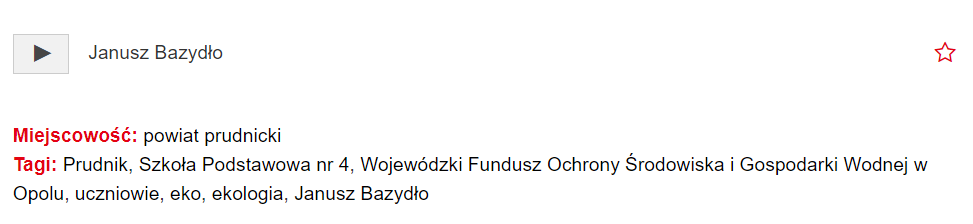 Janusz Bazydło
Miejscowość: powiat prudnicki
Tagi: Prudnik, Szkoła Podstawowa nr 4, Wojewódzki Fundusz Ochrony Środowiska i Gospodarki Wodnej w
Opolu, uczniowie, eko, ekologia, Janusz Bazydło